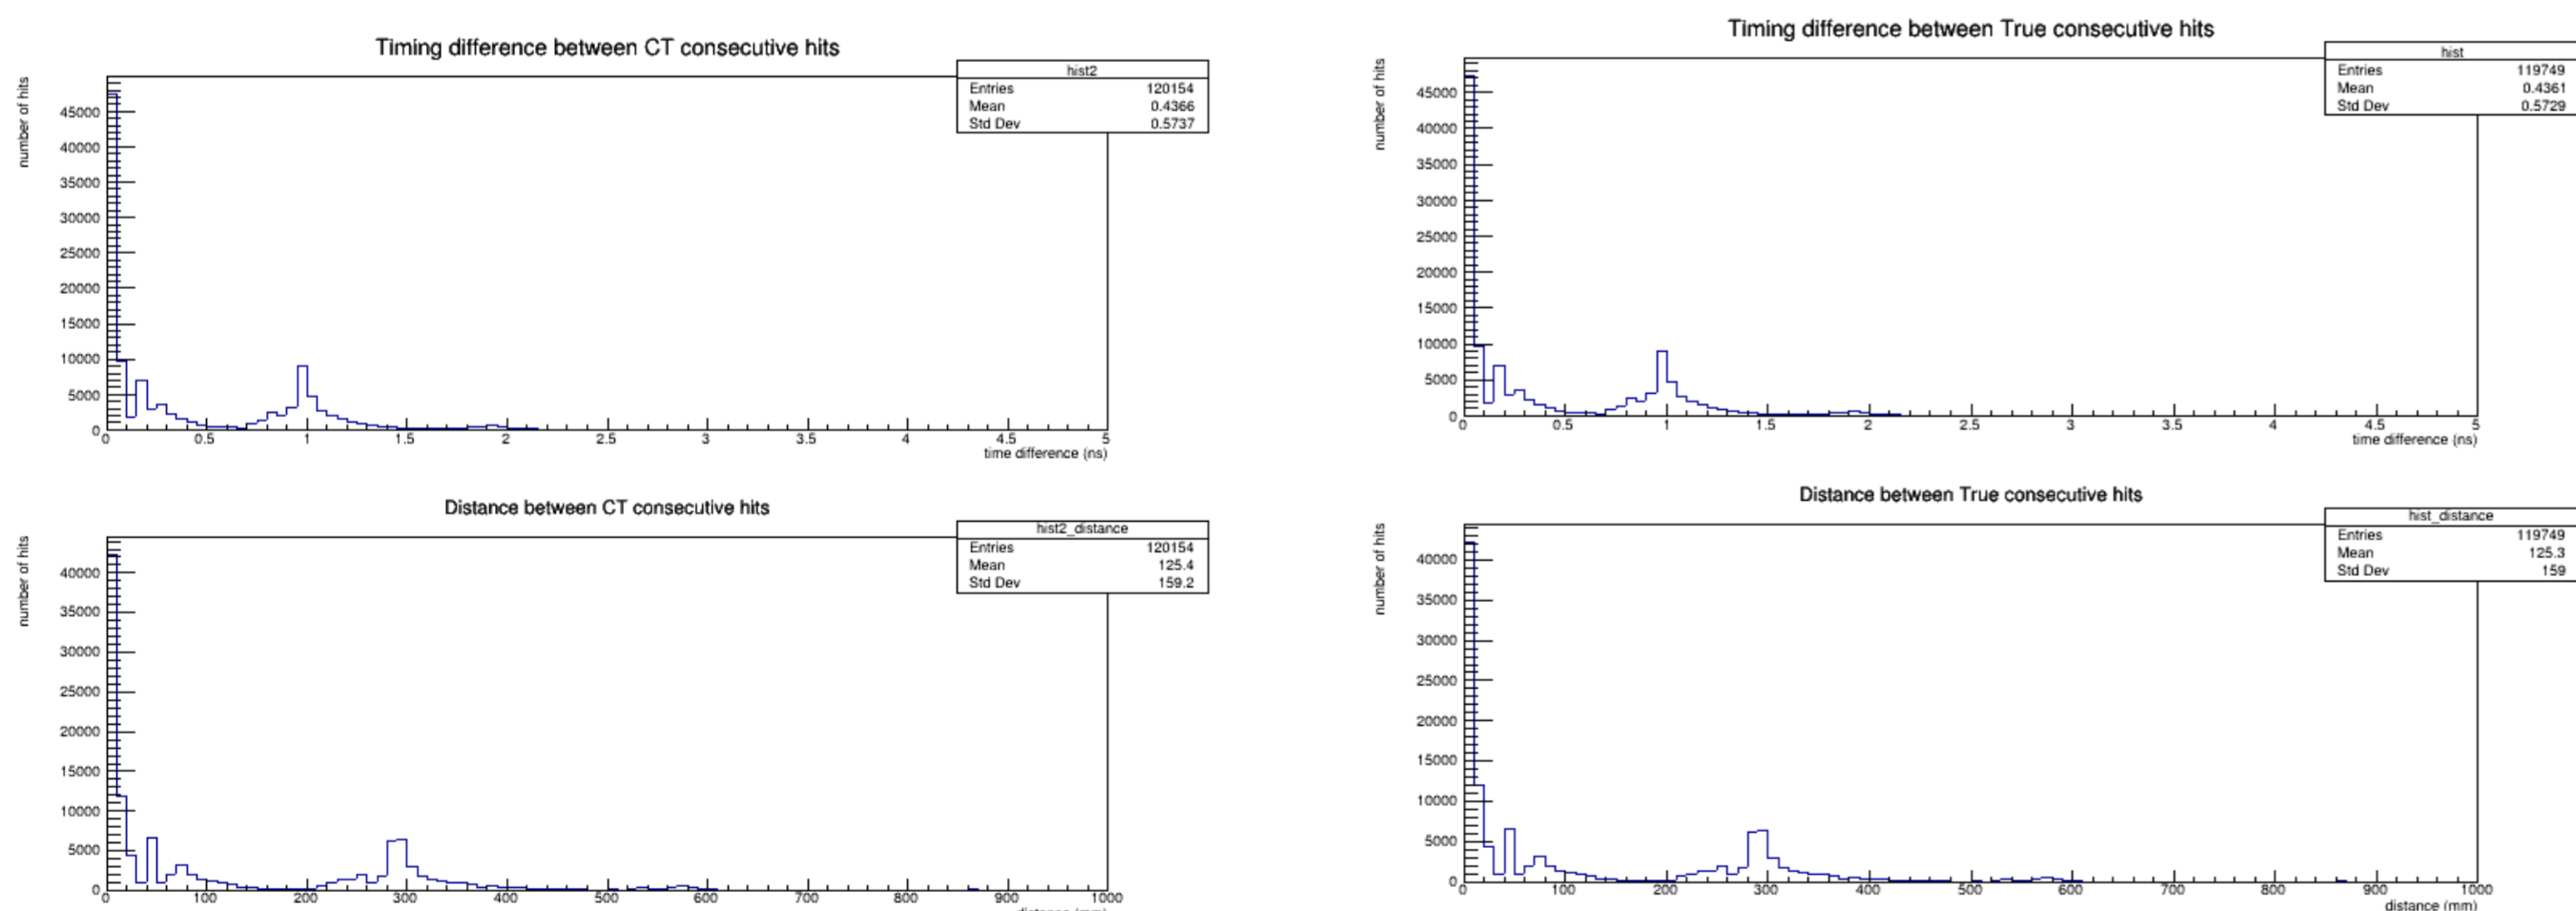 Timing difference between CT consecutive hits
number of hits
hist2
Entries 120154
Mean 0.4366
Std Dev 0.5737
45000
40000
35000
30000
25000
20000
15000
10000
5000
0
0 0.5 1 1.5 2 2.5 3 3.5 4 4.5 5
time difference (ns)
Timing difference between True consecutive hits
number of hits
hist
Entries 119749
Mean 0.4361
Std Dev 0.5729
45000
40000
35000
30000
25000
20000
15000
10000
5000
0
0 0.5 1 1.5 2 2.5 3 3.5 4 4.5 5
time difference (ns)
Distance between CT consecutive hits
number of hits
hist2_distance
Entries 120154
Mean 125.4
Std Dev 159.2
40000
35000
30000
25000
20000
15000
10000
5000
0
0 100 200 300 400 500 600 700 800 900 1000
distance (mm)
Distance between True consecutive hits
number of hits
hist_distance
Entries 119749
Mean 125.3
Std Dev 159
40000
35000
30000
25000
20000
15000
10000
5000
0
0 100 200 300 400 500 600 700 800 900 1000
distance (mm)